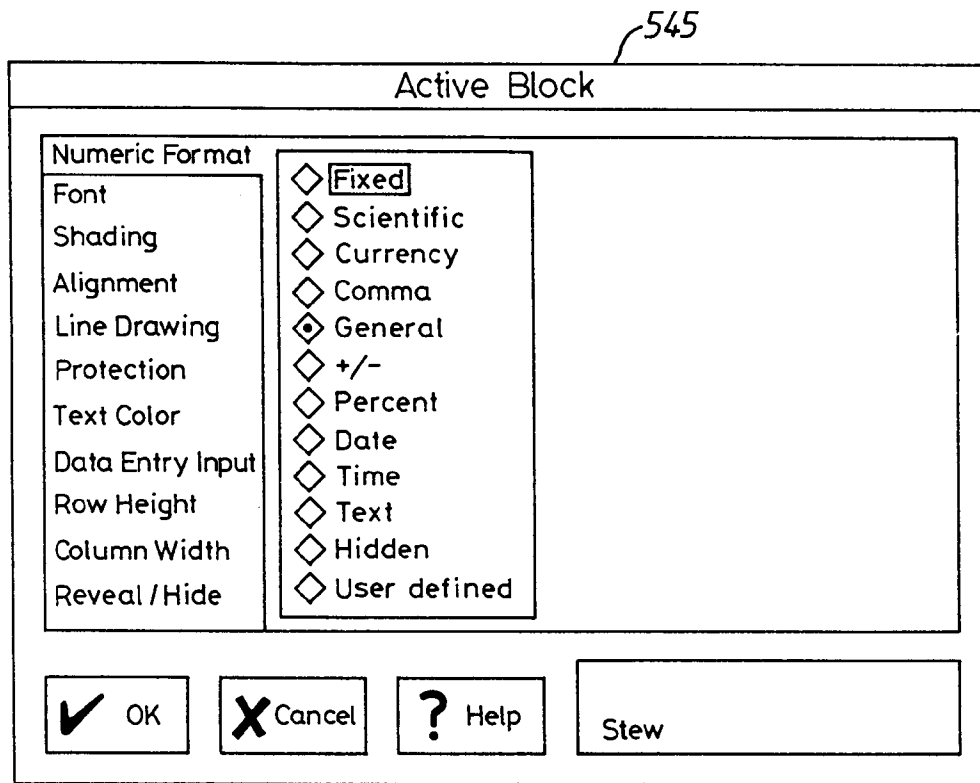 545
Active Block
Numeric Format
Font
Shading
Alignment
Line Drawing
Protection
Text Color
Data Entry Input
Row Height
Column Width
Reveal / Hide
Fixed
Scientific
Currency
Comma
General
+/-
Percent
Date
Time
Text
Hidden
User defined
OK
Cancel
? Help
Stew